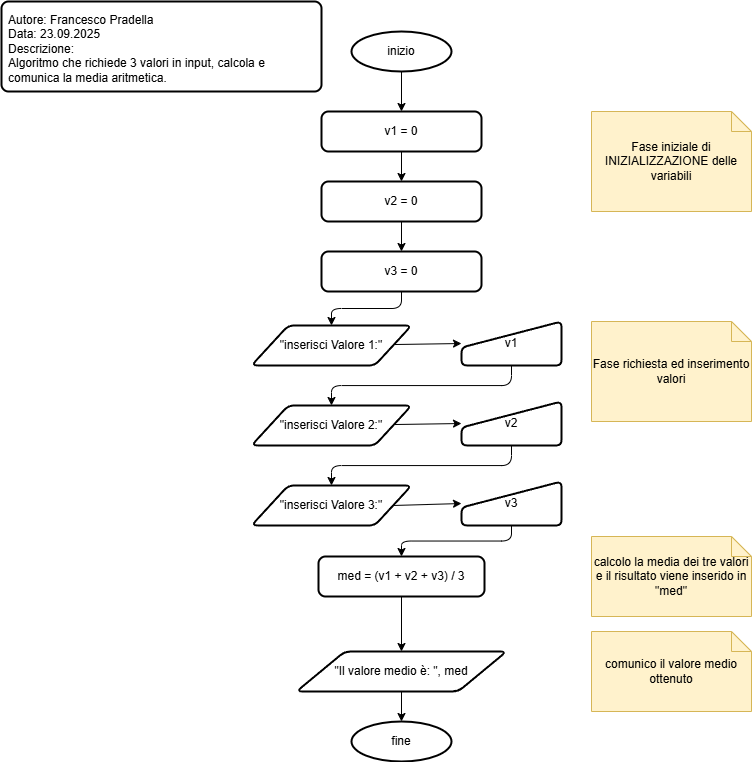 Autore: Francesco Pradella
Data: 23.09.2025
Descrizione:
Algoritmo che richiede 3 valori in input, calcola e
comunica la media aritmetica.
inizio
v1 = 0
Fase iniziale di
INIZIALIZZAZIONE delle
variabili
v2 = 0
v3 = 0
"inserisci Valore 1:"
v1
Fase richiesta ed inserimento
valori
"inserisci Valore 2:"
v2
"inserisci Valore 3:"
v3
med = (v1 + v2 + v3) / 3
calcolo la media dei tre valori
e il risultato viene inserido in
"med"
"Il valore medio è: ", med
comunico il valore medio
ottenuto
fine